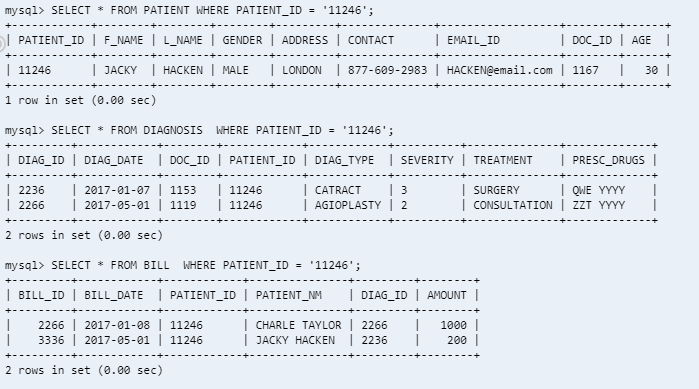 mysql> SELECT * FROM PATIENT WHERE PATIENT_ID = '11246';
+------------+--------+--------+--------+---------+--------------+------------------+--------+------+
| PATIENT_ID | F_NAME | L_NAME | GENDER | ADDRESS | CONTACT | EMAIL_ID | DOC_ID | AGE |
+------------+--------+--------+--------+---------+--------------+------------------+--------+------+
| 11246 | JACKY | HACKEN | MALE | LONDON | 877-609-2983 | HACKEN@email.com | 1167 | 30 |
+------------+--------+--------+--------+---------+--------------+------------------+--------+------+
1 row in set (0.00 sec)
mysql> SELECT * FROM DIAGNOSIS  WHERE PATIENT_ID = '11246';
+---------+------------+--------+------------+------------+----------+--------------+-------------+
| DIAG_ID | DIAG_DATE | DOC_ID | PATIENT_ID | DIAG_TYPE | SEVERITY | TREATMENT | PRESC_DRUGS |
+---------+------------+--------+------------+------------+----------+--------------+-------------+
| 2236 | 2017-01-07 | 1153 | 11246 | CATRACT | 3 | SURGERY | QWE YYYY |
| 2266 | 2017-05-01 | 1119 | 11246 | AGIOPLASTY | 2 | CONSULTATION | ZZT YYYY |
+---------+------------+--------+------------+------------+----------+--------------+-------------+
2 rows in set (0.00 sec)
mysql> SELECT * FROM BILL  WHERE PATIENT_ID = '11246';
+---------+------------+------------+---------------+---------+--------+
| BILL_ID | BILL_DATE | PATIENT_ID | PATIENT_NM | DIAG_ID | AMOUNT |
+---------+------------+------------+---------------+---------+--------+
| 2266 | 2017-01-08 | 11246 | CHARLE TAYLOR | 2266 | 1000 |
| 3336 | 2017-05-01 | 11246 | JACKY HACKEN | 2236 | 200 |
+---------+------------+------------+---------------+---------+--------+
2 rows in set (0.00 sec)